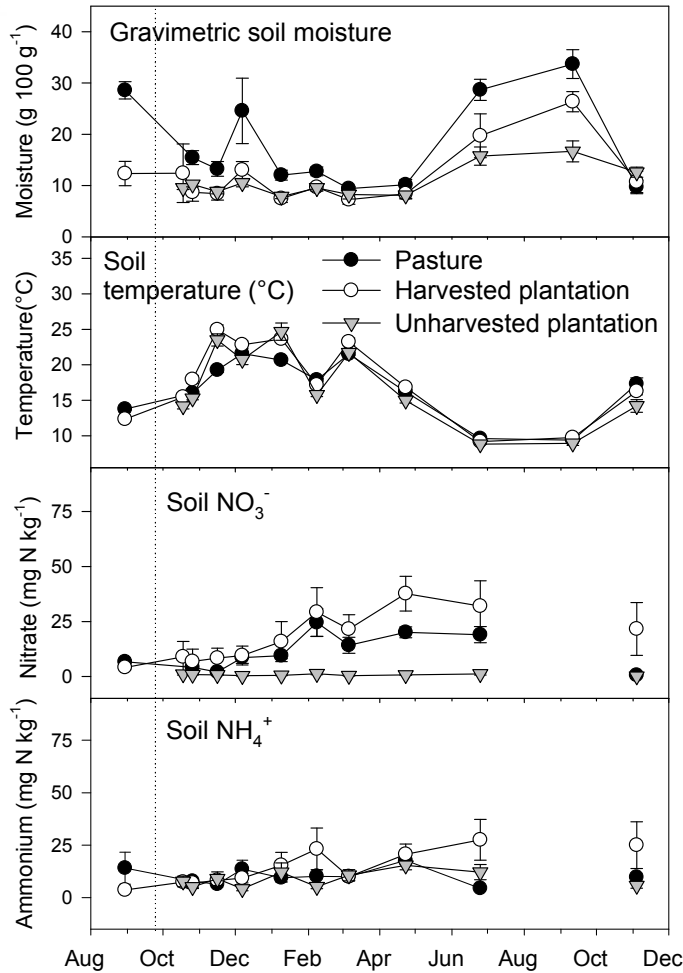 Gravimetric soil moisture
Moisture (g 100 g⁻¹)
40
30
20
10
0
Soil
temperature (°C)
Pasture
Harvested plantation
Unharvested plantation
Temperature(°C)
35
30
25
20
15
10
Soil NO₃⁻
Nitrate (mg N kg⁻¹)
75
50
25
0
Soil NH₄⁺
Ammonium (mg N kg⁻¹)
75
50
25
0
Aug Oct Dec Feb Apr Jun Aug Oct Dec